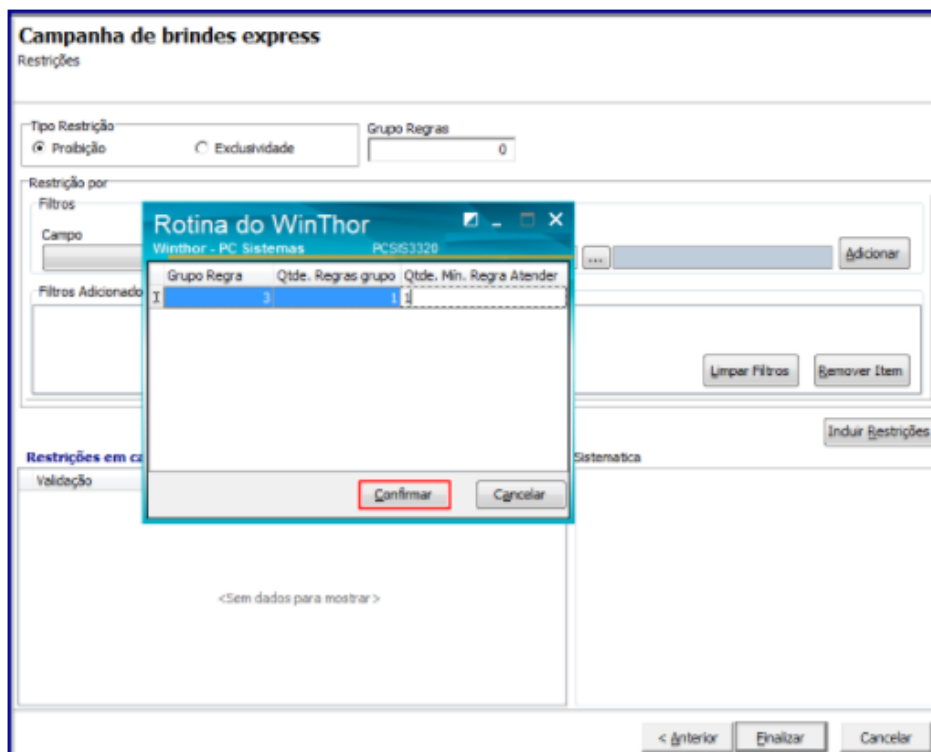 Campanha de brindes express
Restrições
Tipo Restrição
Proibição
Exclusividade
Grupo Regras
0
Restrição por
Filtros
Campo
...
Adicionar
Filtros Adicionado
Limpar Filtros
Remover Item
Incluir Restrições
Rotina do WinThor
Winthor - PC Sistemas
PCSIS3320
Grupo Regra
Qtde. Regras grupo
Qtde. Mín. Regra Atender
3
1
1
Confirmar
Cancelar
Restrições em ca
Sistematica
Validação
<Sem dados para mostrar>
< Anterior
Finalizar
Cancelar